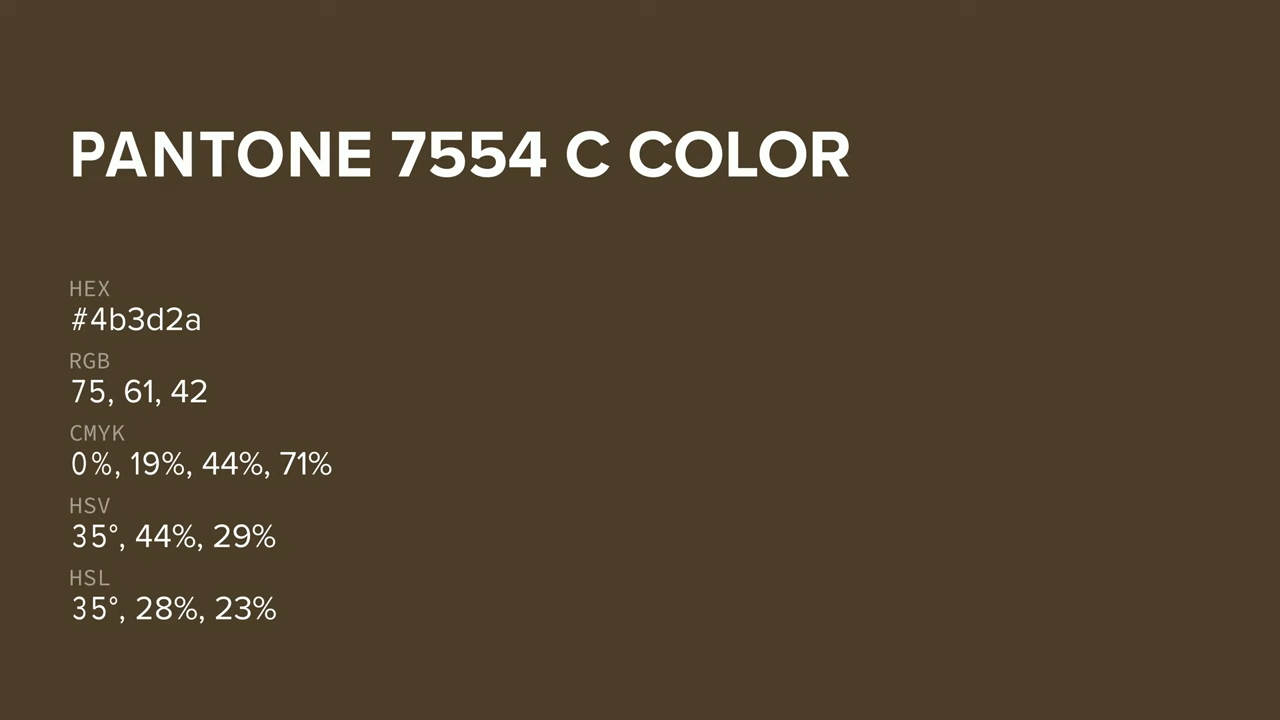 PANTONE 7554 C COLOR
HEX
#4b3d2a
RGB
75, 61, 42
CMYK
0%, 19%, 44%, 71%
HSV
35°, 44%, 29%
HSL
35°, 28%, 23%